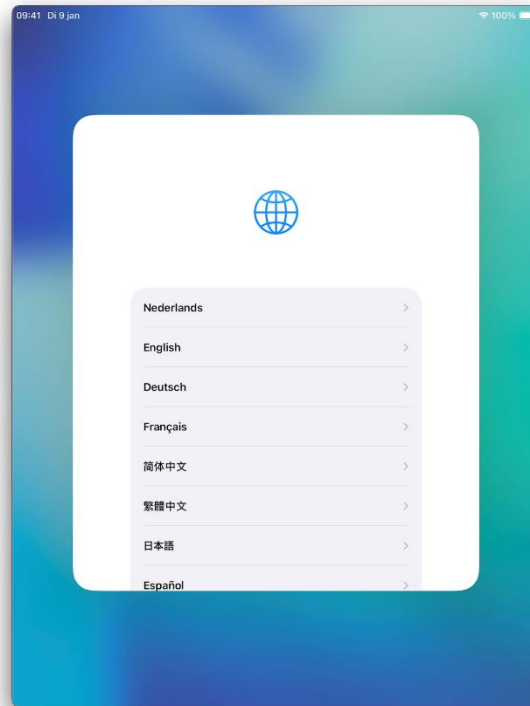 09:41 Di 9 jan 100%
Nederlands
English
Deutsch
Français
简体中文
繁體中文
日本語
Español